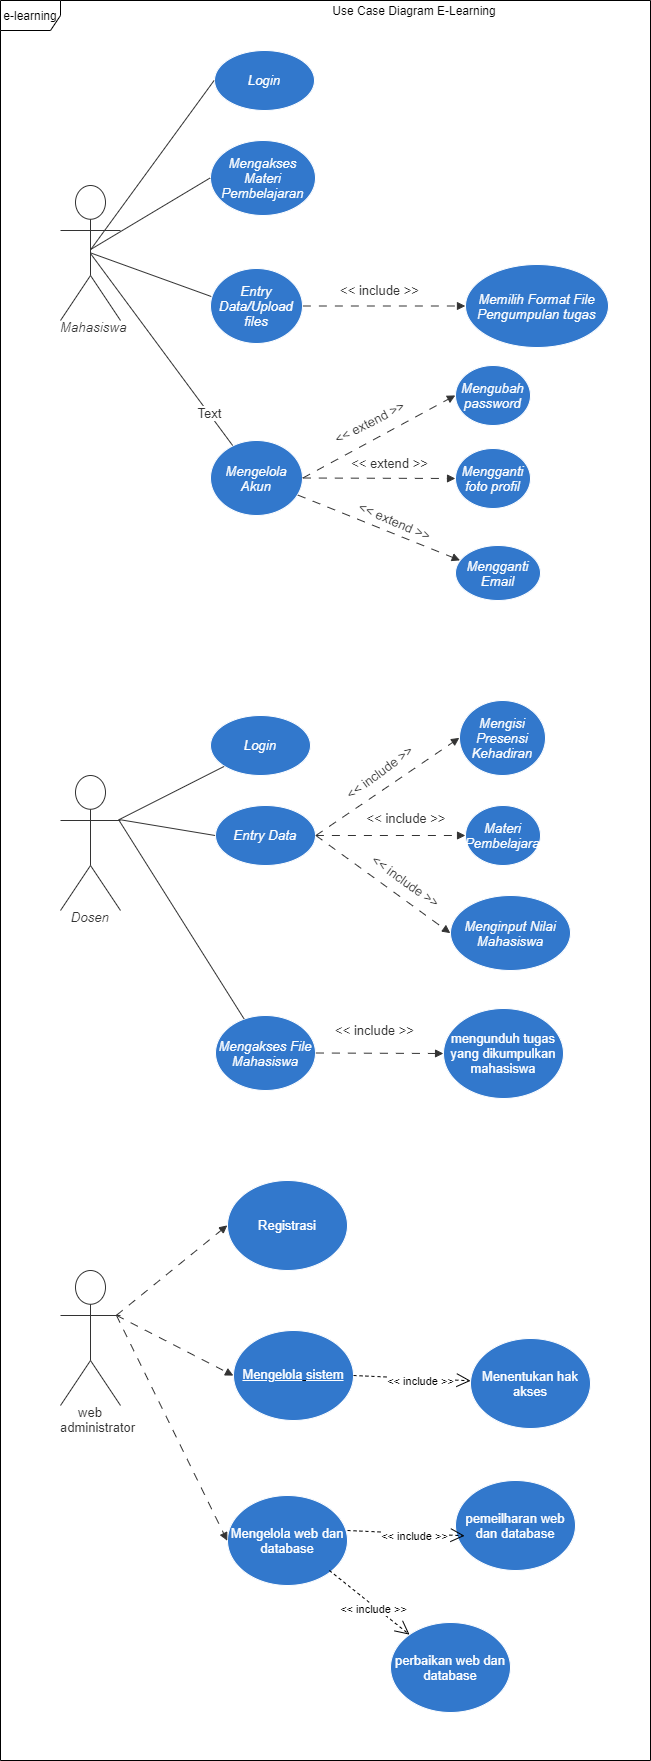 e-learning
Use Case Diagram E-Learning
Login
Mengakses
Materi
Pembelajaran
Mahasiswa
Entry
Data/Upload
files
<< include >>
Memilih Format File
Pengumpulan tugas
Text
Mengelola
Akun
<< extend >>
Mengubah
password
<< extend >>
Mengganti
foto profil
<< extend >>
Mengganti
Email
Login
Dosen
Entry Data
<< include >>
Mengisi
Presensi
Kehadiran
<< include >>
Materi
Pembelajara
<< include >>
Menginput Nilai
Mahasiswa
Mengakses File
Mahasiswa
<< include >>
mengunduh tugas
yang dikumpulkan
mahasiswa
Registrasi
web
administrator
Mengelola sistem
<< include >>
Menentukan hak
akses
Mengelola web dan
database
<< include >>
pemeilharan web
dan database
<< include >>
perbaikan web dan
database